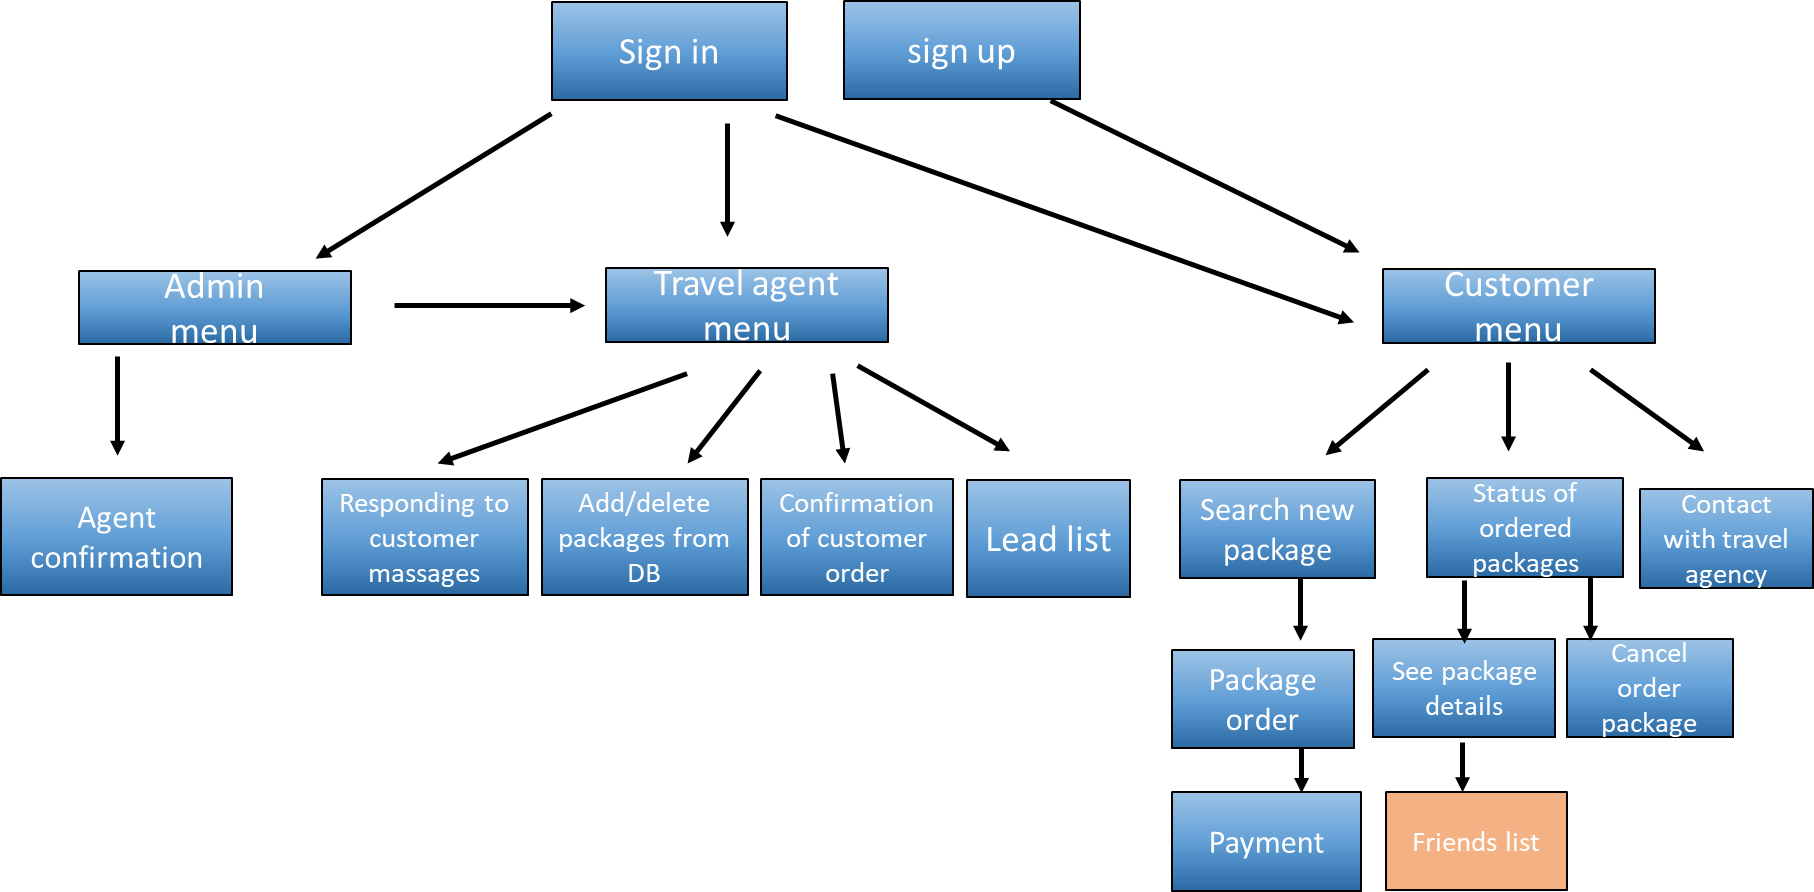 Sign in
sign up
Admin
menu
Travel agent
menu
Customer
menu
Agent
confirmation
Responding to
customer
massages
Add/delete
packages from
DB
Confirmation
of customer
order
Lead list
Search new
package
Status of
ordered
packages
Contact
with travel
agency
Package
order
See package
details
Cancel
order
package
Payment
Friends list